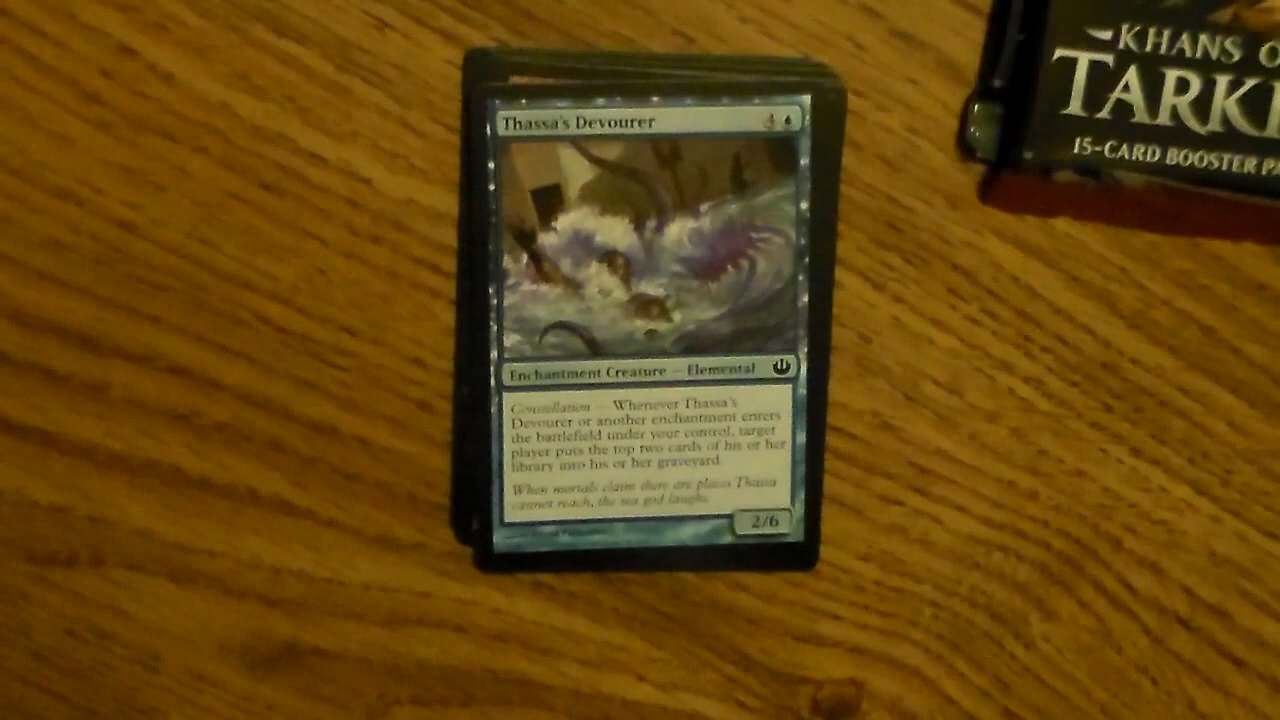 Thassa's Devourer 4
Enchantment Creature — Elemental
Constellation — Whenever Thassa's
Devourer or another enchantment enters
the battlefield under your control, target
player puts the top two cards of his or her
library into his or her graveyard.
When mortals claim there are places Thassa
cannot reach, the sea god laughs.
2/6
KHANS O
TARKI
15-CARD BOOSTER PA